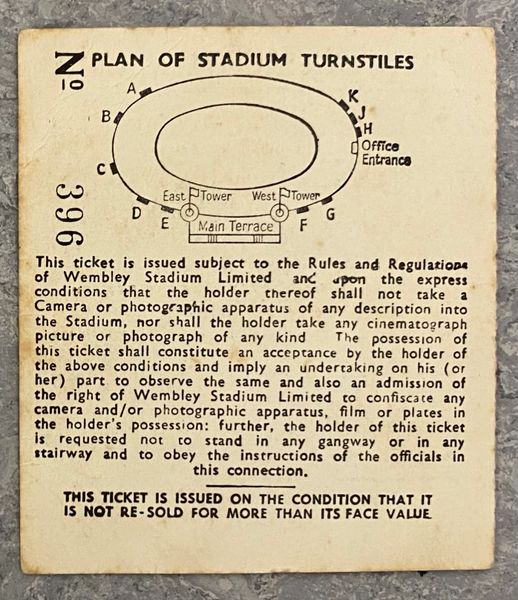 No 396
PLAN OF STADIUM TURNSTILES
A
B
C
D
E
F
G
H
J
K
Office
Entrance
East Tower
West Tower
Main Terrace
This ticket is issued subject to the Rules and Regulations
of Wembley Stadium Limited and upon the express
conditions that the holder thereof shall not take a
Camera or photographic apparatus of any description into
the Stadium, nor shall the holder take any cinematograph
picture or photograph of any kind The possession of
this ticket shall constitute an acceptance by the holder of
the above conditions and imply an undertaking on his (or
her) part to observe the same and also an admission of
the right of Wembley Stadium Limited to confiscate any
camera and/or photographic apparatus, film or plates in
the holder's possession: further, the holder of this ticket
is requested not to stand in any gangway or in any
stairway and to obey the instructions of the officials in
this connection.
THIS TICKET IS ISSUED ON THE CONDITION THAT IT
IS NOT RE-SOLD FOR MORE THAN ITS FACE VALUE